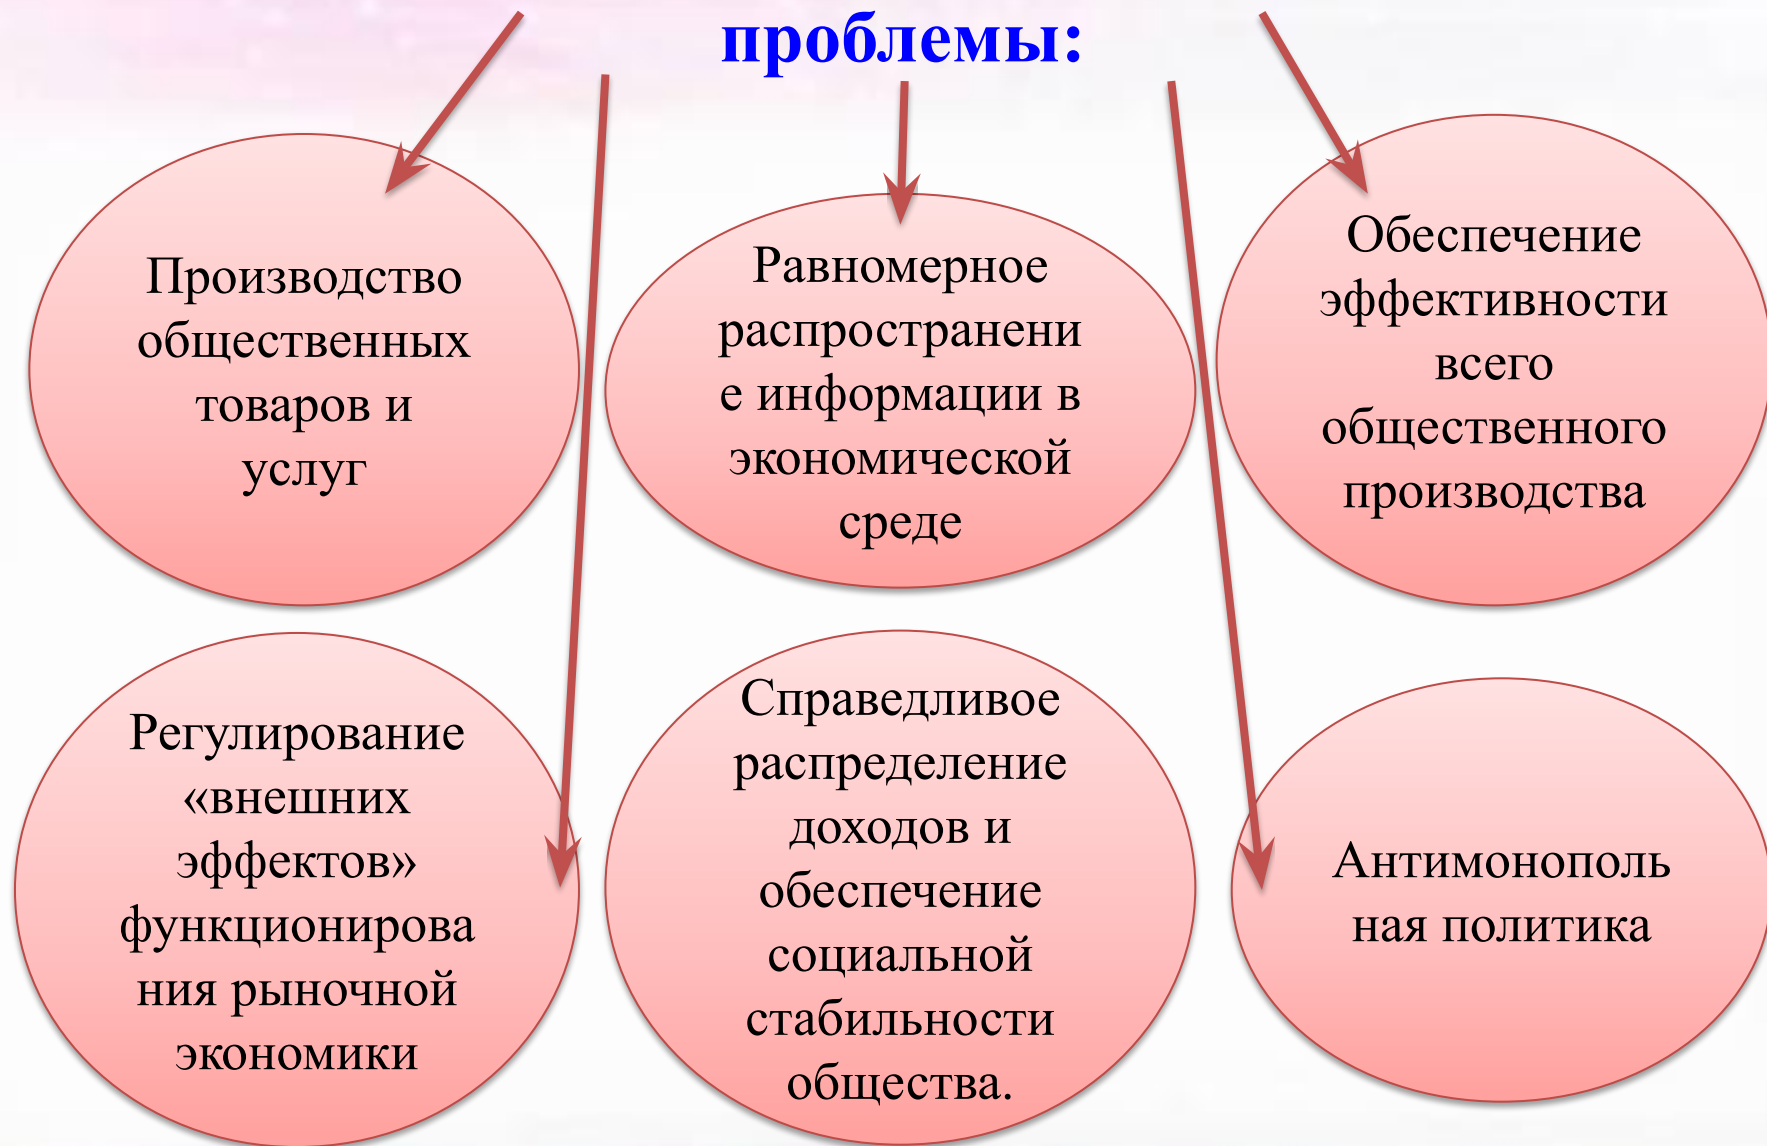 проблемы:
Производство
общественных
товаров и
услуг
Равномерное
распространени
е информации в
экономической
среде
Обеспечение
эффективности
всего
общественного
производства
Регулирование
«внешних
эффектов»
функционирова
ния рыночной
экономики
Справедливое
распределение
доходов и
обеспечение
социальной
стабильности
общества.
Антимонополь
ная политика